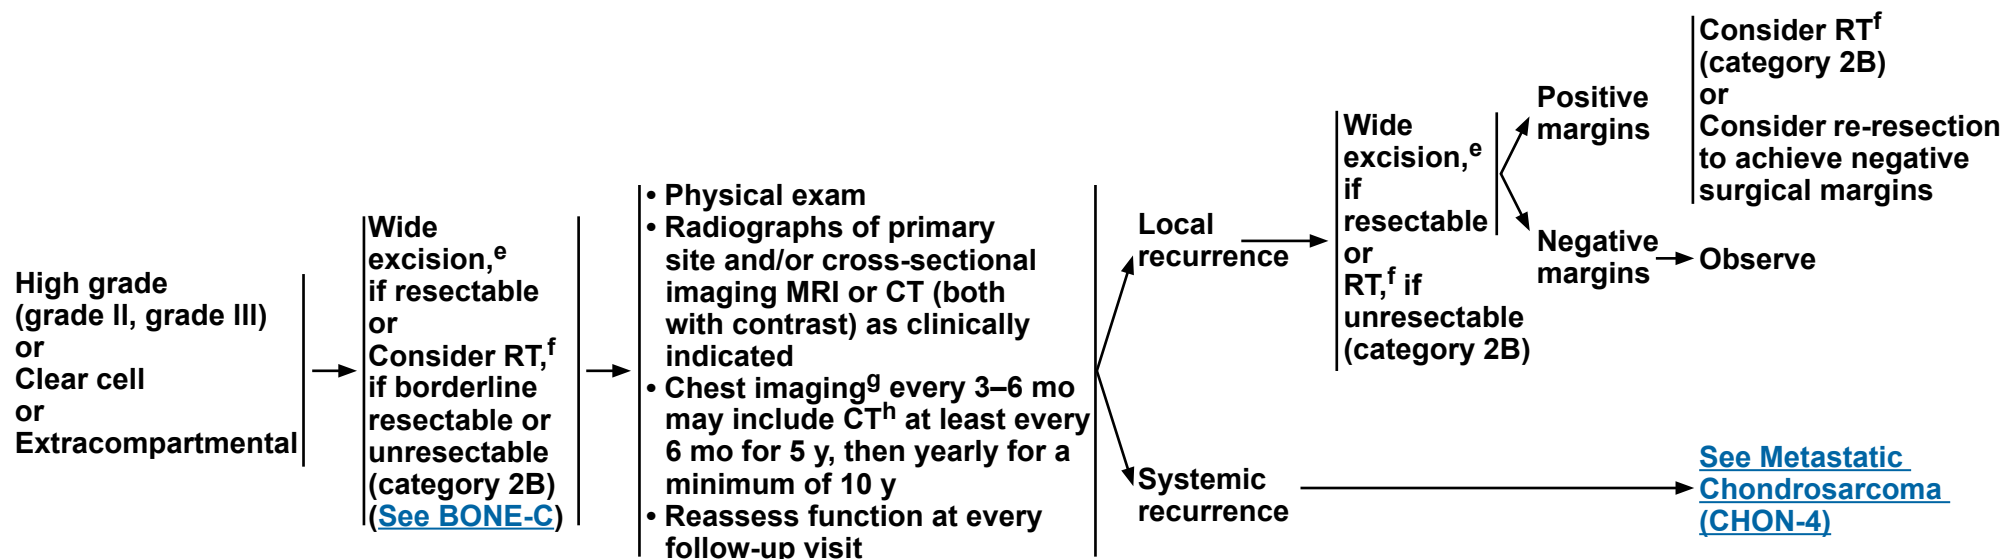 High grade
(grade II, grade III)
or
Clear cell
or
Extracompartmental
Wide
excision,e
if resectable
or
Consider RT,f
if borderline
resectable or
unresectable
(category 2B)
(See BONE-C)
• Physical exam
• Radiographs of primary
site and/or cross-sectional
imaging MRI or CT (both
with contrast) as clinically
indicated
• Chest imagingg every 3–6 mo
may include CTh at least every
6 mo for 5 y, then yearly for a
minimum of 10 y
• Reassess function at every
follow-up visit
Local
recurrence
Wide
excision,e
if
resectable
or
RT,f if
unresectable
(category 2B)
Positive
margins
Consider RTf
(category 2B)
or
Consider re-resection
to achieve negative
surgical margins
Negative
margins
Observe
Systemic
recurrence
See Metastatic
Chondrosarcoma
(CHON-4)